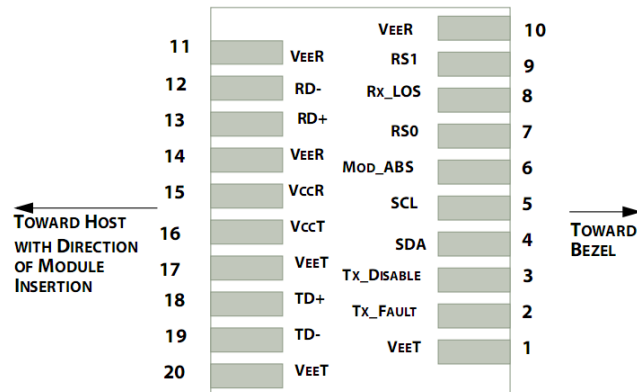 11 VEER
12 RD-
13 RD+
14 VEER
15 VCCR
16 VCCT
17 VEET
18 TD+
19 TD-
20 VEET
VEER 10
RS1 9
RX_LOS 8
RS0 7
MOD_ABS 6
SCL 5
SDA 4
TX_DISABLE 3
TX_FAULT 2
VEET 1
TOWARD HOST
WITH DIRECTION
OF MODULE
INSERTION
TOWARD
BEZEL